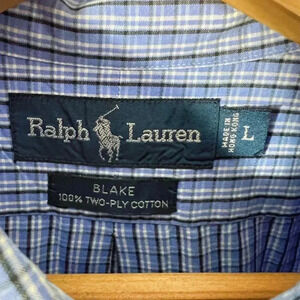 Ralph Lauren
MADE IN
HONG KONG
L
BLAKE
100% TWO-PLY COTTON